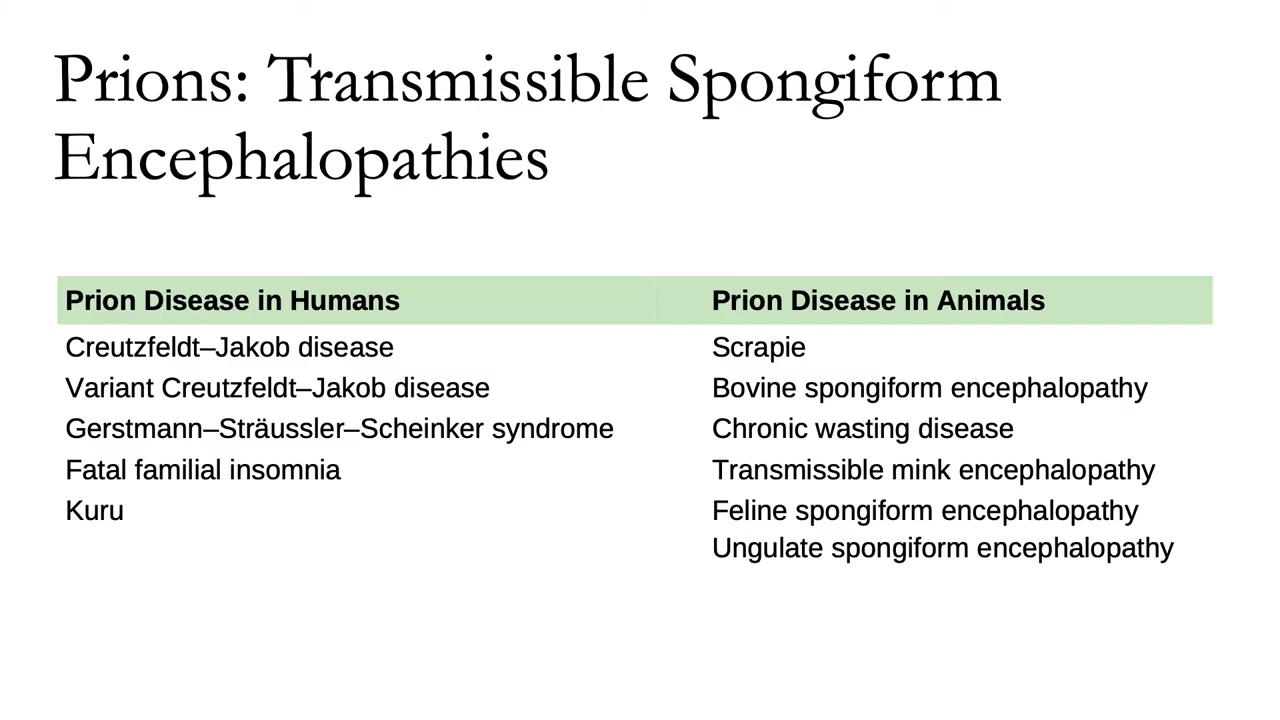 Prions: Transmissible Spongiform
Encephalopathies
Prion Disease in Humans Prion Disease in Animals
Creutzfeldt–Jakob disease Scrapie
Variant Creutzfeldt–Jakob disease Bovine spongiform encephalopathy
Gerstmann–Sträussler–Scheinker syndrome Chronic wasting disease
Fatal familial insomnia Transmissible mink encephalopathy
Kuru Feline spongiform encephalopathy
Ungulate spongiform encephalopathy